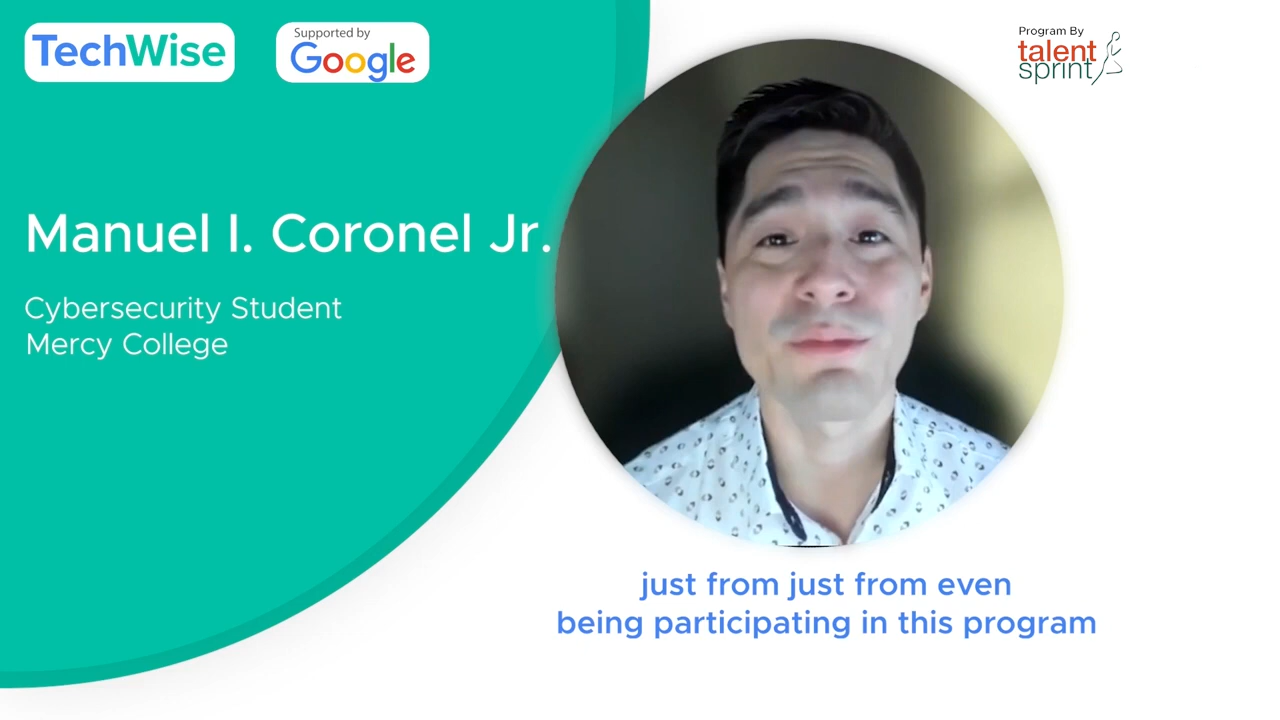 TechWise
Supported by
Google
Program By
talent
sprint
Manuel I. Coronel Jr.
Cybersecurity Student
Mercy College
just from just from even
being participating in this program